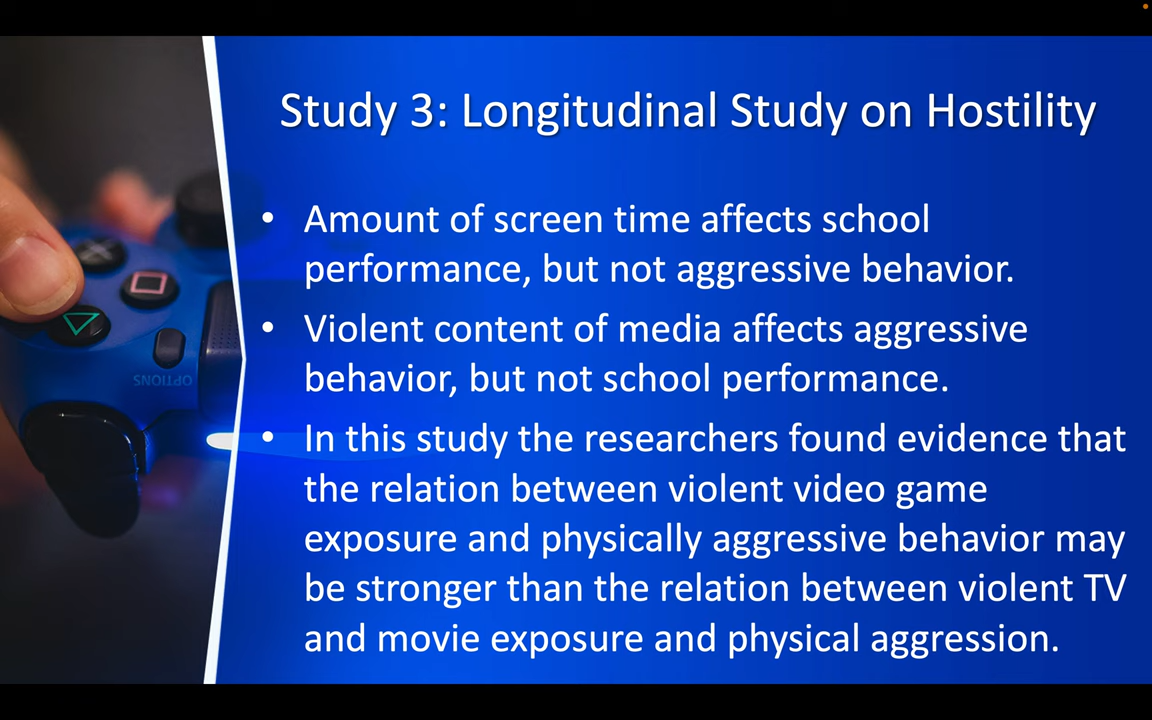 Study 3: Longitudinal Study on Hostility
• Amount of screen time affects school
performance, but not aggressive behavior.
• Violent content of media affects aggressive
behavior, but not school performance.
• In this study the researchers found evidence that
the relation between violent video game
exposure and physically aggressive behavior may
be stronger than the relation between violent TV
and movie exposure and physical aggression.
OPTIONS